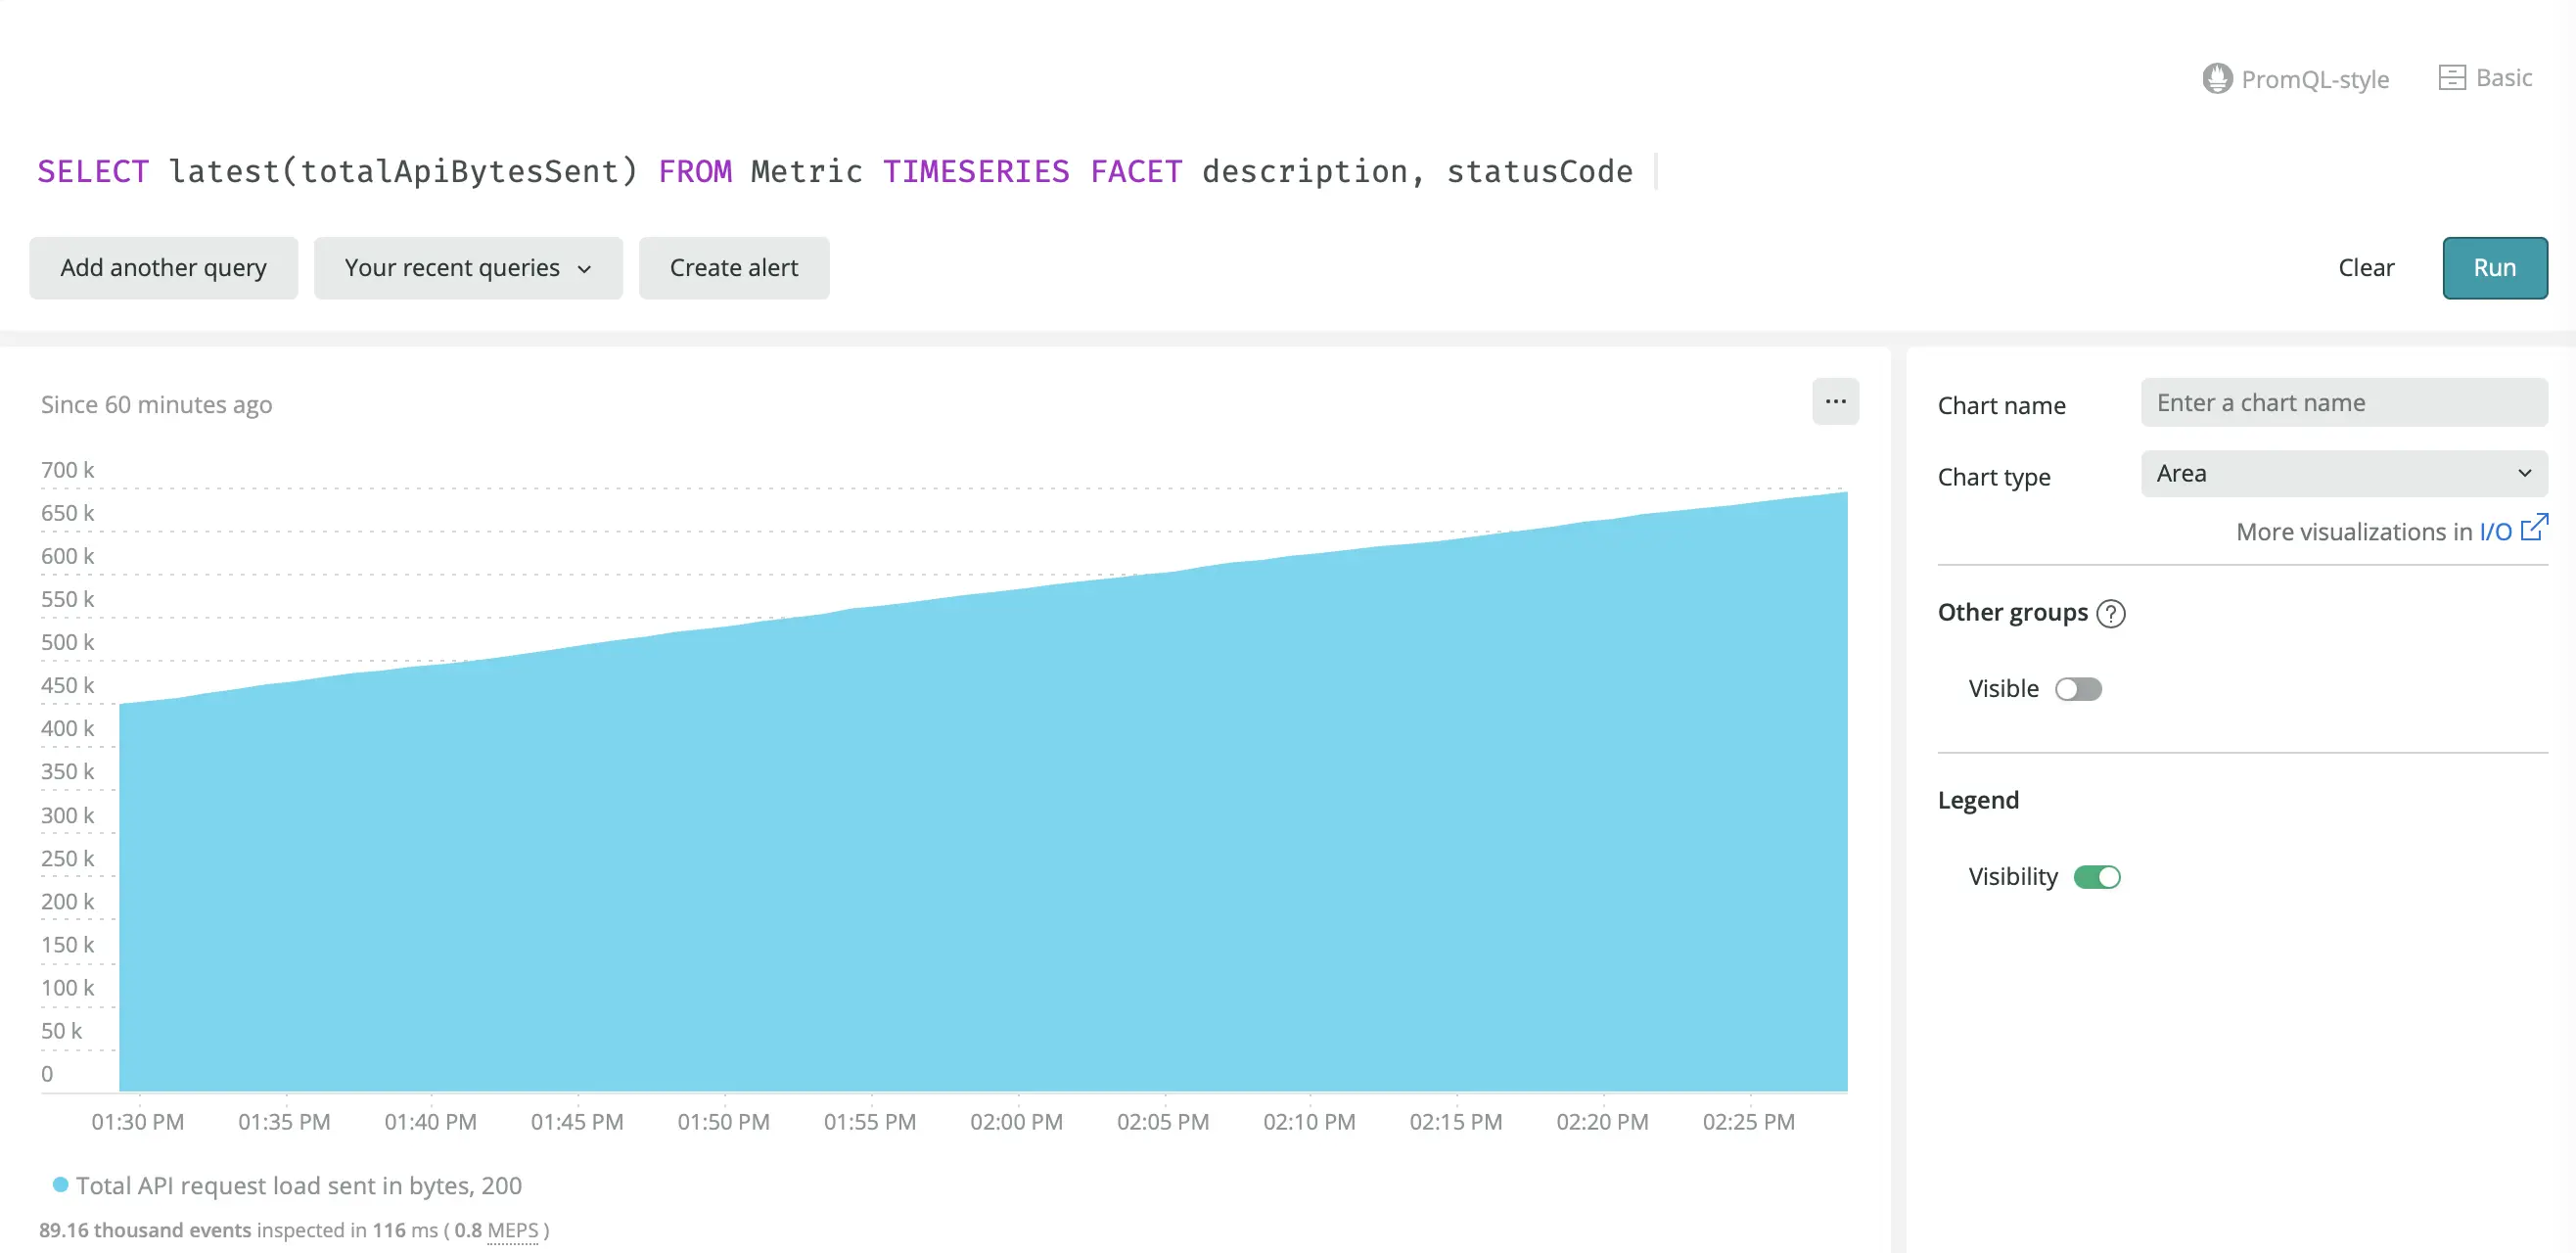 PromQL-style Basic
SELECT latest(totalApiBytesSent) FROM Metric TIMESERIES FACET description, statusCode
Add another query Your recent queries Create alert Clear Run
Since 60 minutes ago
...
700 k
650 k
600 k
550 k
500 k
450 k
400 k
350 k
300 k
250 k
200 k
150 k
100 k
50 k
0
01:30 PM 01:35 PM 01:40 PM 01:45 PM 01:50 PM 01:55 PM 02:00 PM 02:05 PM 02:10 PM 02:15 PM 02:20 PM 02:25 PM
Total API request load sent in bytes, 200
89.16 thousand events inspected in 116 ms ( 0.8 MEPS )
Chart name Enter a chart name
Chart type Area
More visualizations in I/O
Other groups ?
Visible
Legend
Visibility